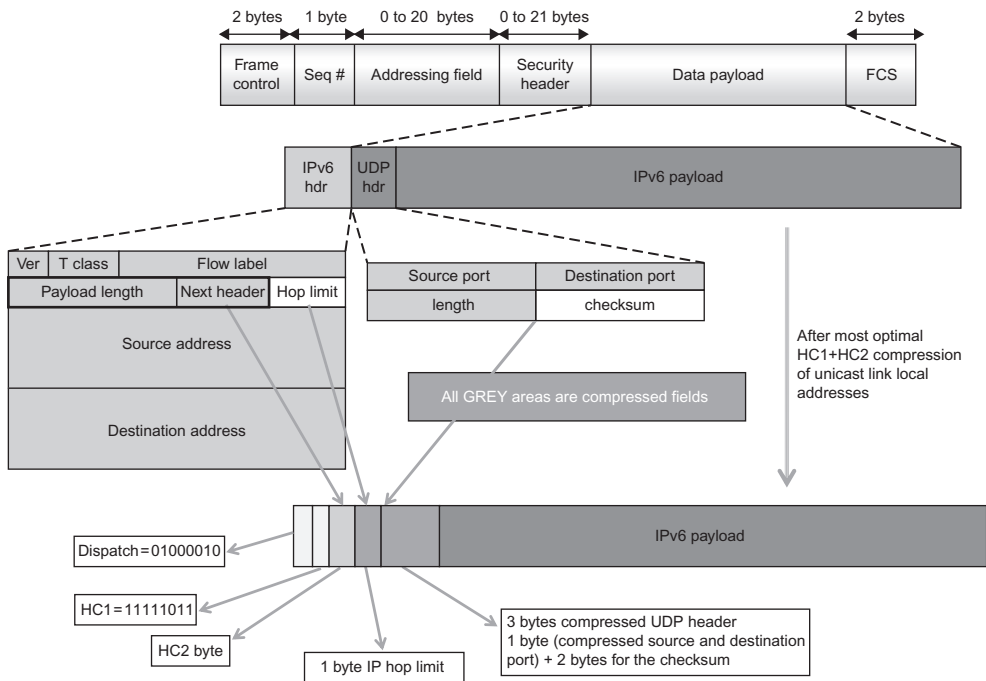 2 bytes
1 byte
0 to 20 bytes
0 to 21 bytes
2 bytes
Frame
control
Seq #
Addressing field
Security
header
Data payload
FCS
IPv6
hdr
UDP
hdr
IPv6 payload
Ver
T class
Flow label
Payload length
Next header
Hop limit
Source address
Destination address
Source port
Destination port
length
checksum
All GREY areas are compressed fields
After most optimal
HC1+HC2 compression
of unicast link local
addresses
IPv6 payload
Dispatch=01000010
HC1=11111011
HC2 byte
1 byte IP hop limit
3 bytes compressed UDP header
1 byte (compressed source and destination
port) + 2 bytes for the checksum